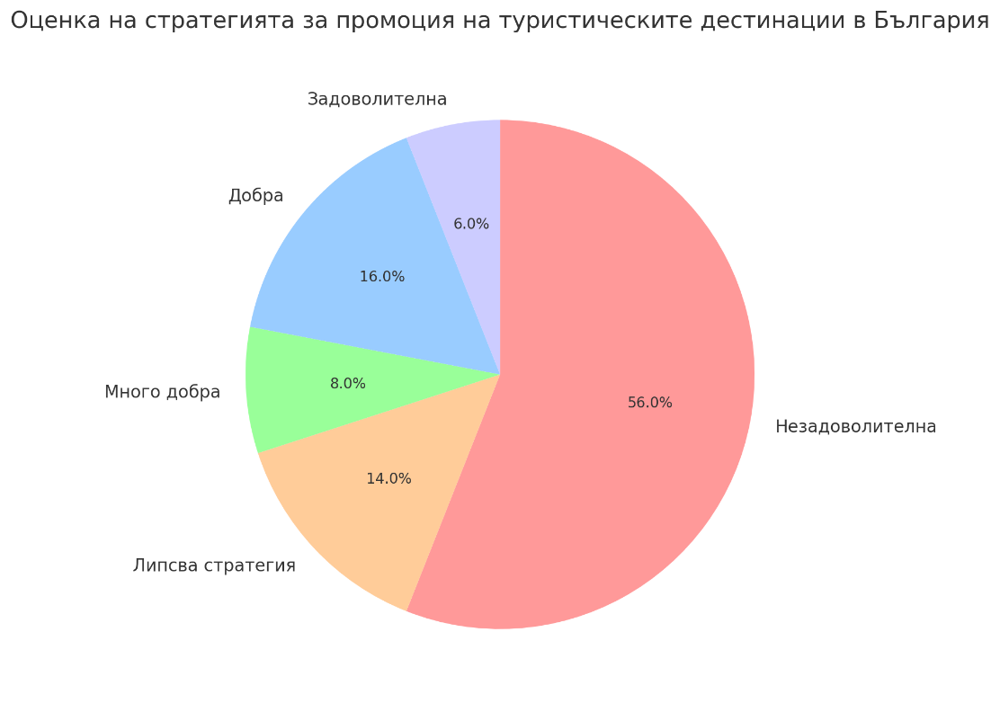 Оценка на стратегията за промоция на туристическите дестинации в България
Задоволителна
Добра
6.0%
16.0%
Много добра
8.0%
56.0%
Незадоволителна
14.0%
Липсва стратегия